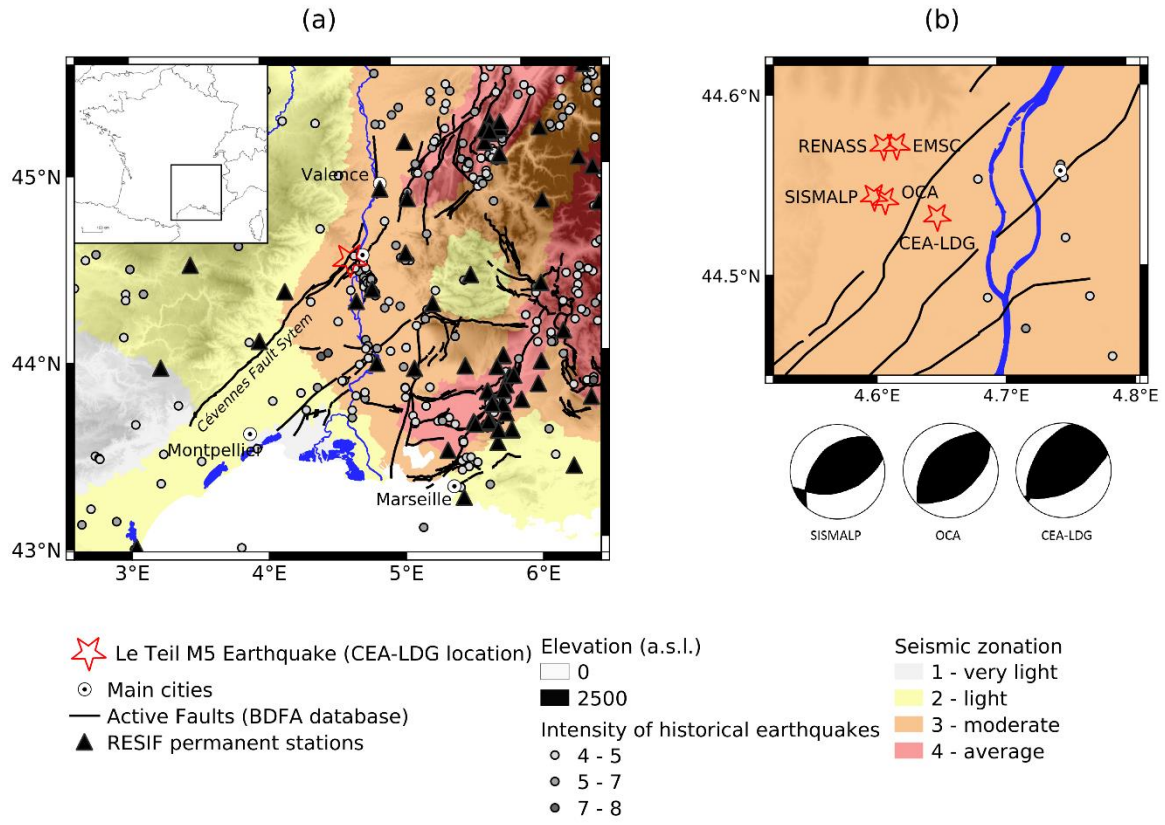 (a)
45°N
44°N
43°N
3°E
4°E
5°E
6°E
Valence
Cévennes Fault Sytem
Montpellier
Marseille
(b)
44.6°N
44.5°N
4.6°E
4.7°E
4.8°E
RENASS
EMSC
SISMALP
OCA
CEA-LDG
SISMALP
OCA
CEA-LDG
Le Teil M5 Earthquake (CEA-LDG location)
Main cities
Active Faults (BDFA database)
RESIF permanent stations
Elevation (a.s.l.)
0
2500
Intensity of historical earthquakes
4 - 5
5 - 7
7 - 8
Seismic zonation
1 - very light
2 - light
3 - moderate
4 - average